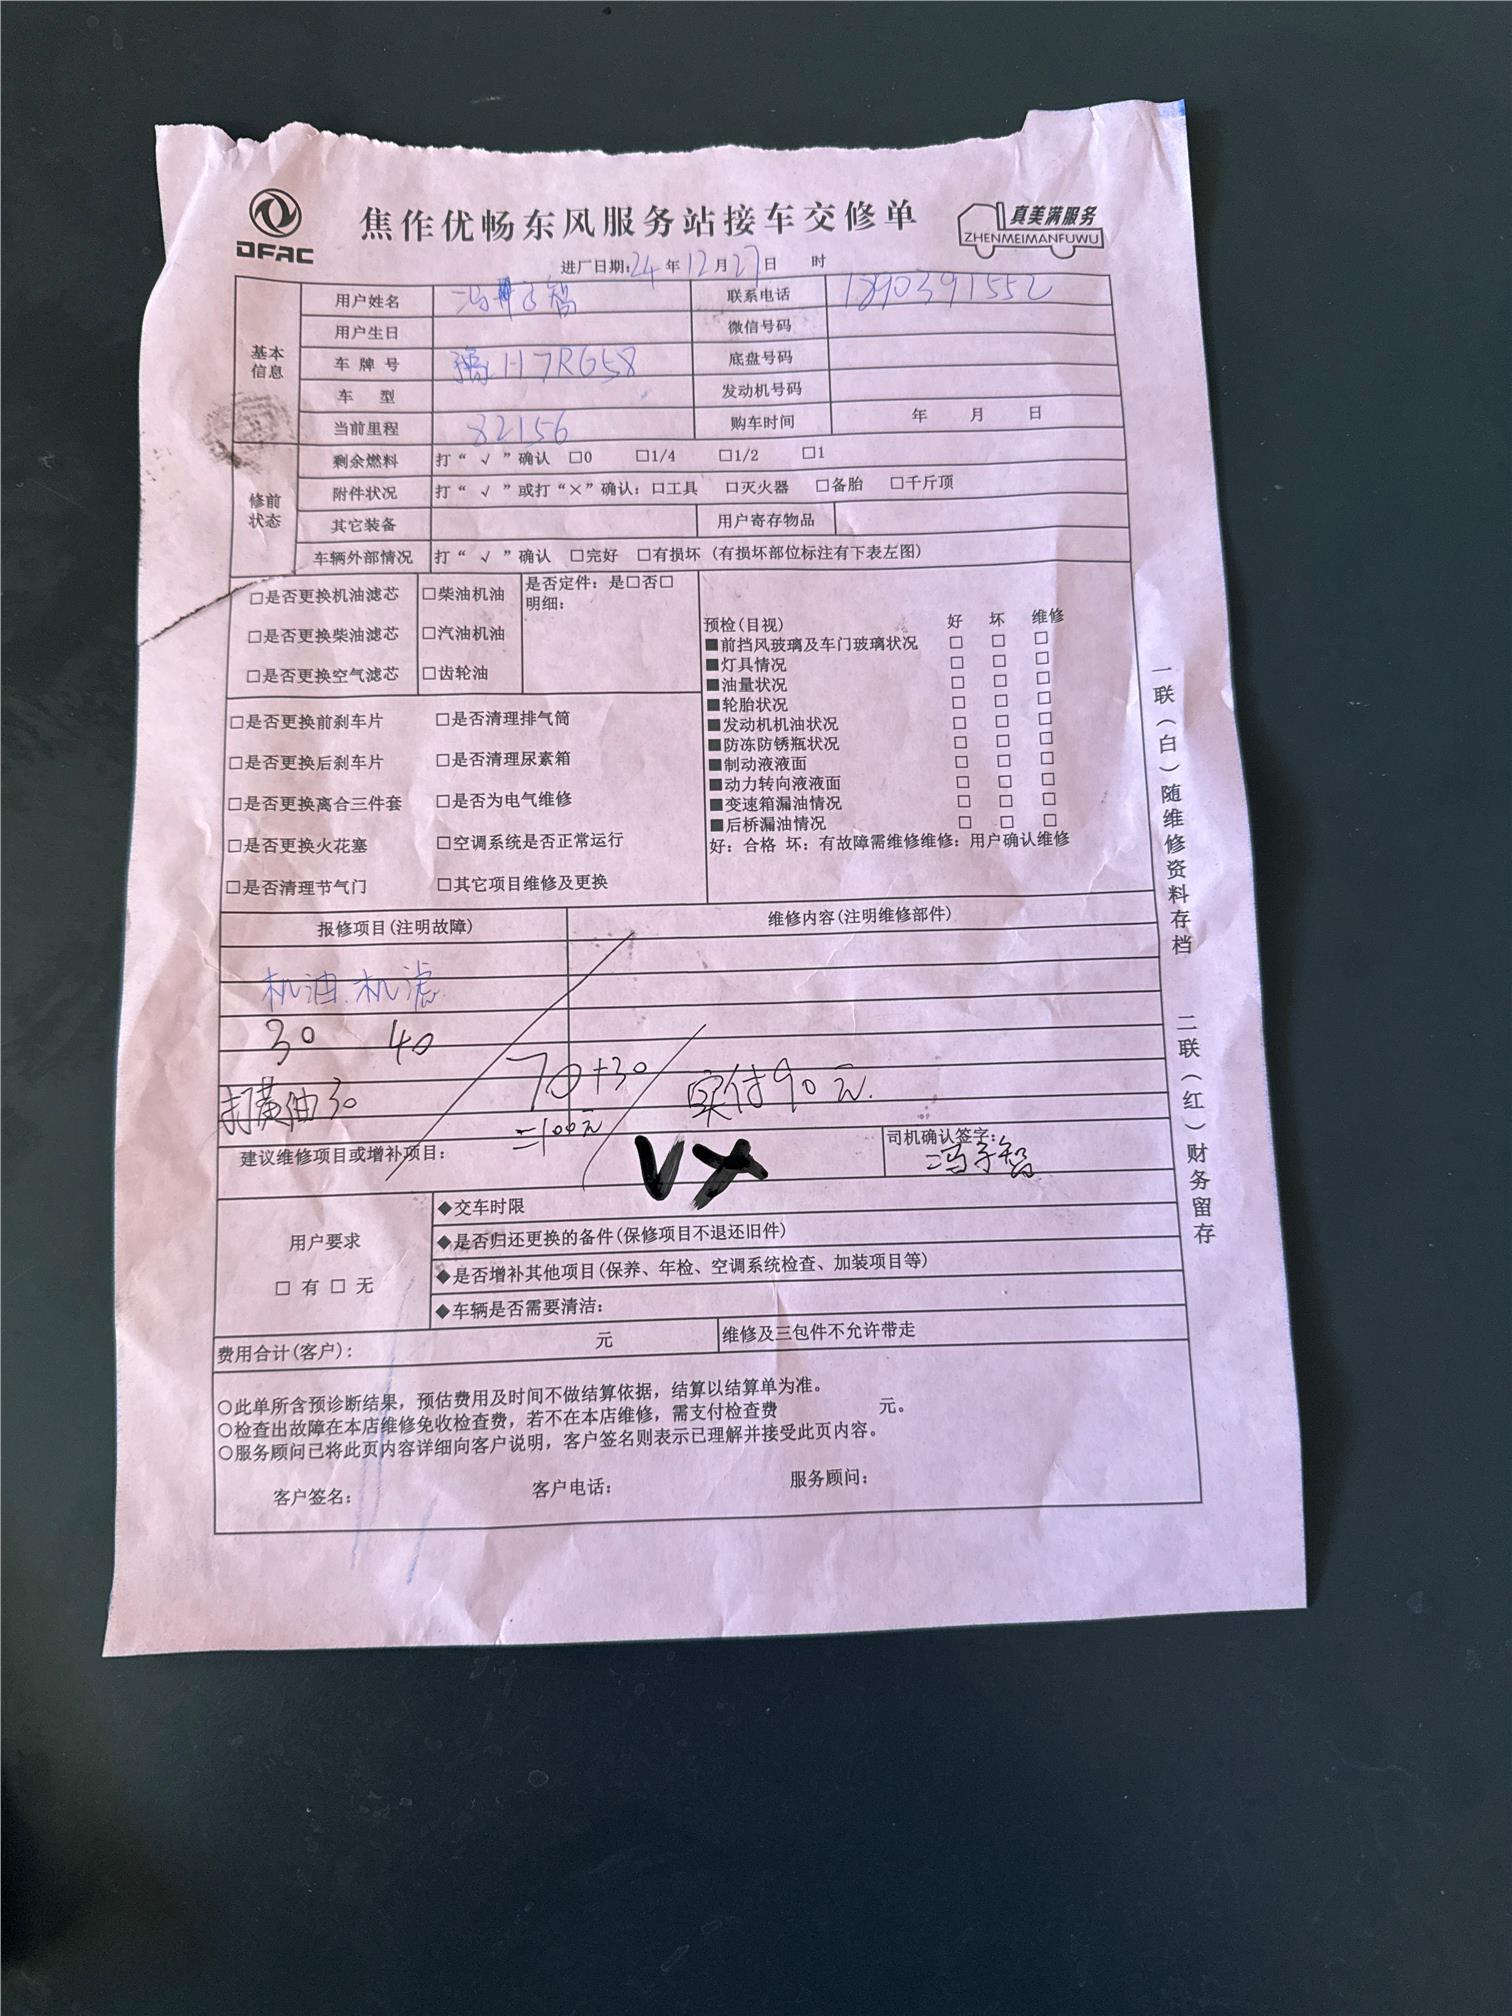 DFAC
焦作优畅东风服务站接车交修单
真美满服务
ZHENMEIMANFUWU
进厂日期:24年12月27日 时
基本信息
用户姓名 冯子智 联系电话 18903915552
用户生日 微信号码
车牌号 豫H7RG58 底盘号码
车型 发动机号码
当前里程 82156 购车时间 年 月 日
修前状态
剩余燃料 打“√”确认 □0 □1/4 □1/2 □1
附件状况 打“√”或打“×”确认:□工具 □灭火器 □备胎 □千斤顶
其它装备 用户寄存物品
车辆外部情况 打“√”确认 □完好 □有损坏(有损坏部位标注有下表左图)
□是否更换机油滤芯 □柴油机油 是否定件:是□否□
明细:
□是否更换柴油滤芯 □汽油机油
□是否更换空气滤芯 □齿轮油
预检(目视) 好 坏 维修
■前挡风玻璃及车门玻璃状况 □ □ □
■灯具情况 □ □ □
■油量状况 □ □ □
■轮胎状况 □ □ □
■发动机机油状况 □ □ □
■防冻防锈瓶状况 □ □ □
■制动液液面 □ □ □
■动力转向液液面 □ □ □
■变速箱漏油情况 □ □ □
■后桥漏油情况 □ □ □
好:合格 坏:有故障需维修维修:用户确认维修
□是否更换前刹车片 □是否清理排气筒
□是否更换后刹车片 □是否清理尿素箱
□是否更换离合三件套 □是否为电气维修
□是否更换火花塞 □空调系统是否正常运行
□是否清理节气门 □其它项目维修及更换
报修项目(注明故障) 维修内容(注明维修部件)
机油.机滤
30 40
打黄油30 70+30 实付90元.
=100元
建议维修项目或增补项目: VX 司机确认签字:
冯子智
用户要求
□ 有 □ 无
◆交车时限
◆是否归还更换的备件(保修项目不退还旧件)
◆是否增补其他项目(保养、年检、空调系统检查、加装项目等)
◆车辆是否需要清洁:
费用合计(客户): 元 维修及三包件不允许带走
○此单所含预诊断结果,预估费用及时间不做结算依据,结算以结算单为准。
○检查出故障在本店维修免收检查费,若不在本店维修,需支付检查费 元。
○服务顾问已将此页内容详细向客户说明,客户签名则表示已理解并接受此页内容。
客户签名: 客户电话: 服务顾问:
一联(白)随维修资料存档 二联(红)财务留存